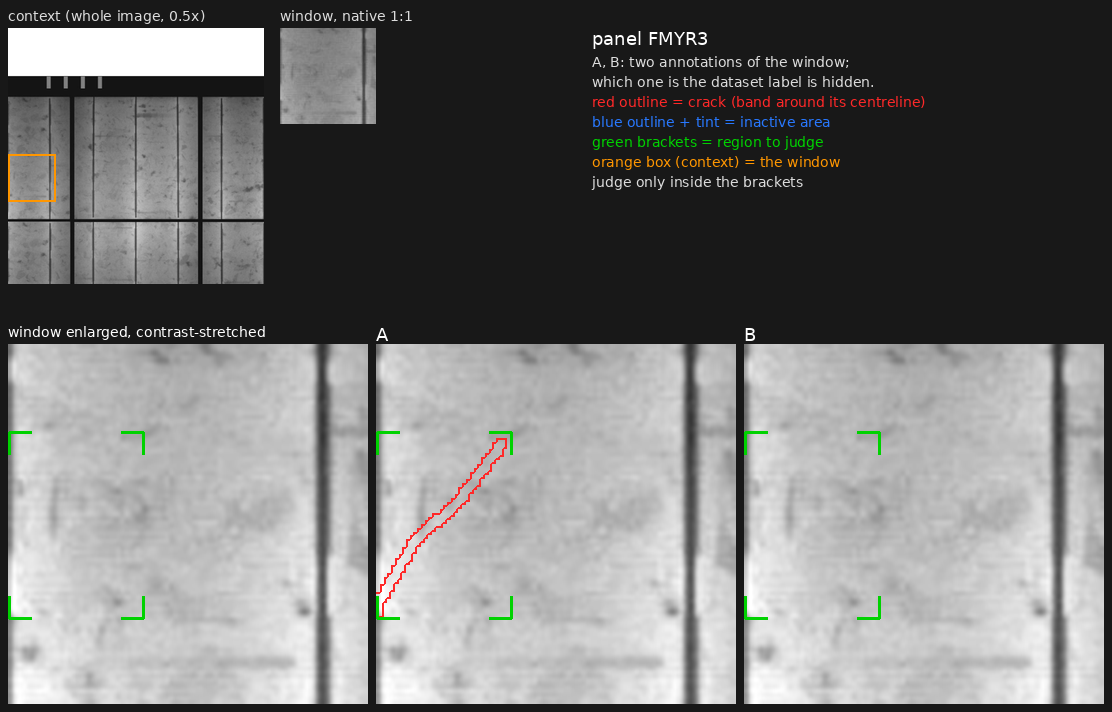 context (whole image, 0.5x)
window, native 1:1
panel FMYR3
A, B: two annotations of the window;
which one is the dataset label is hidden.
red outline = crack (band around its centreline)
blue outline + tint = inactive area
green brackets = region to judge
orange box (context) = the window
judge only inside the brackets
window enlarged, contrast-stretched
A
B